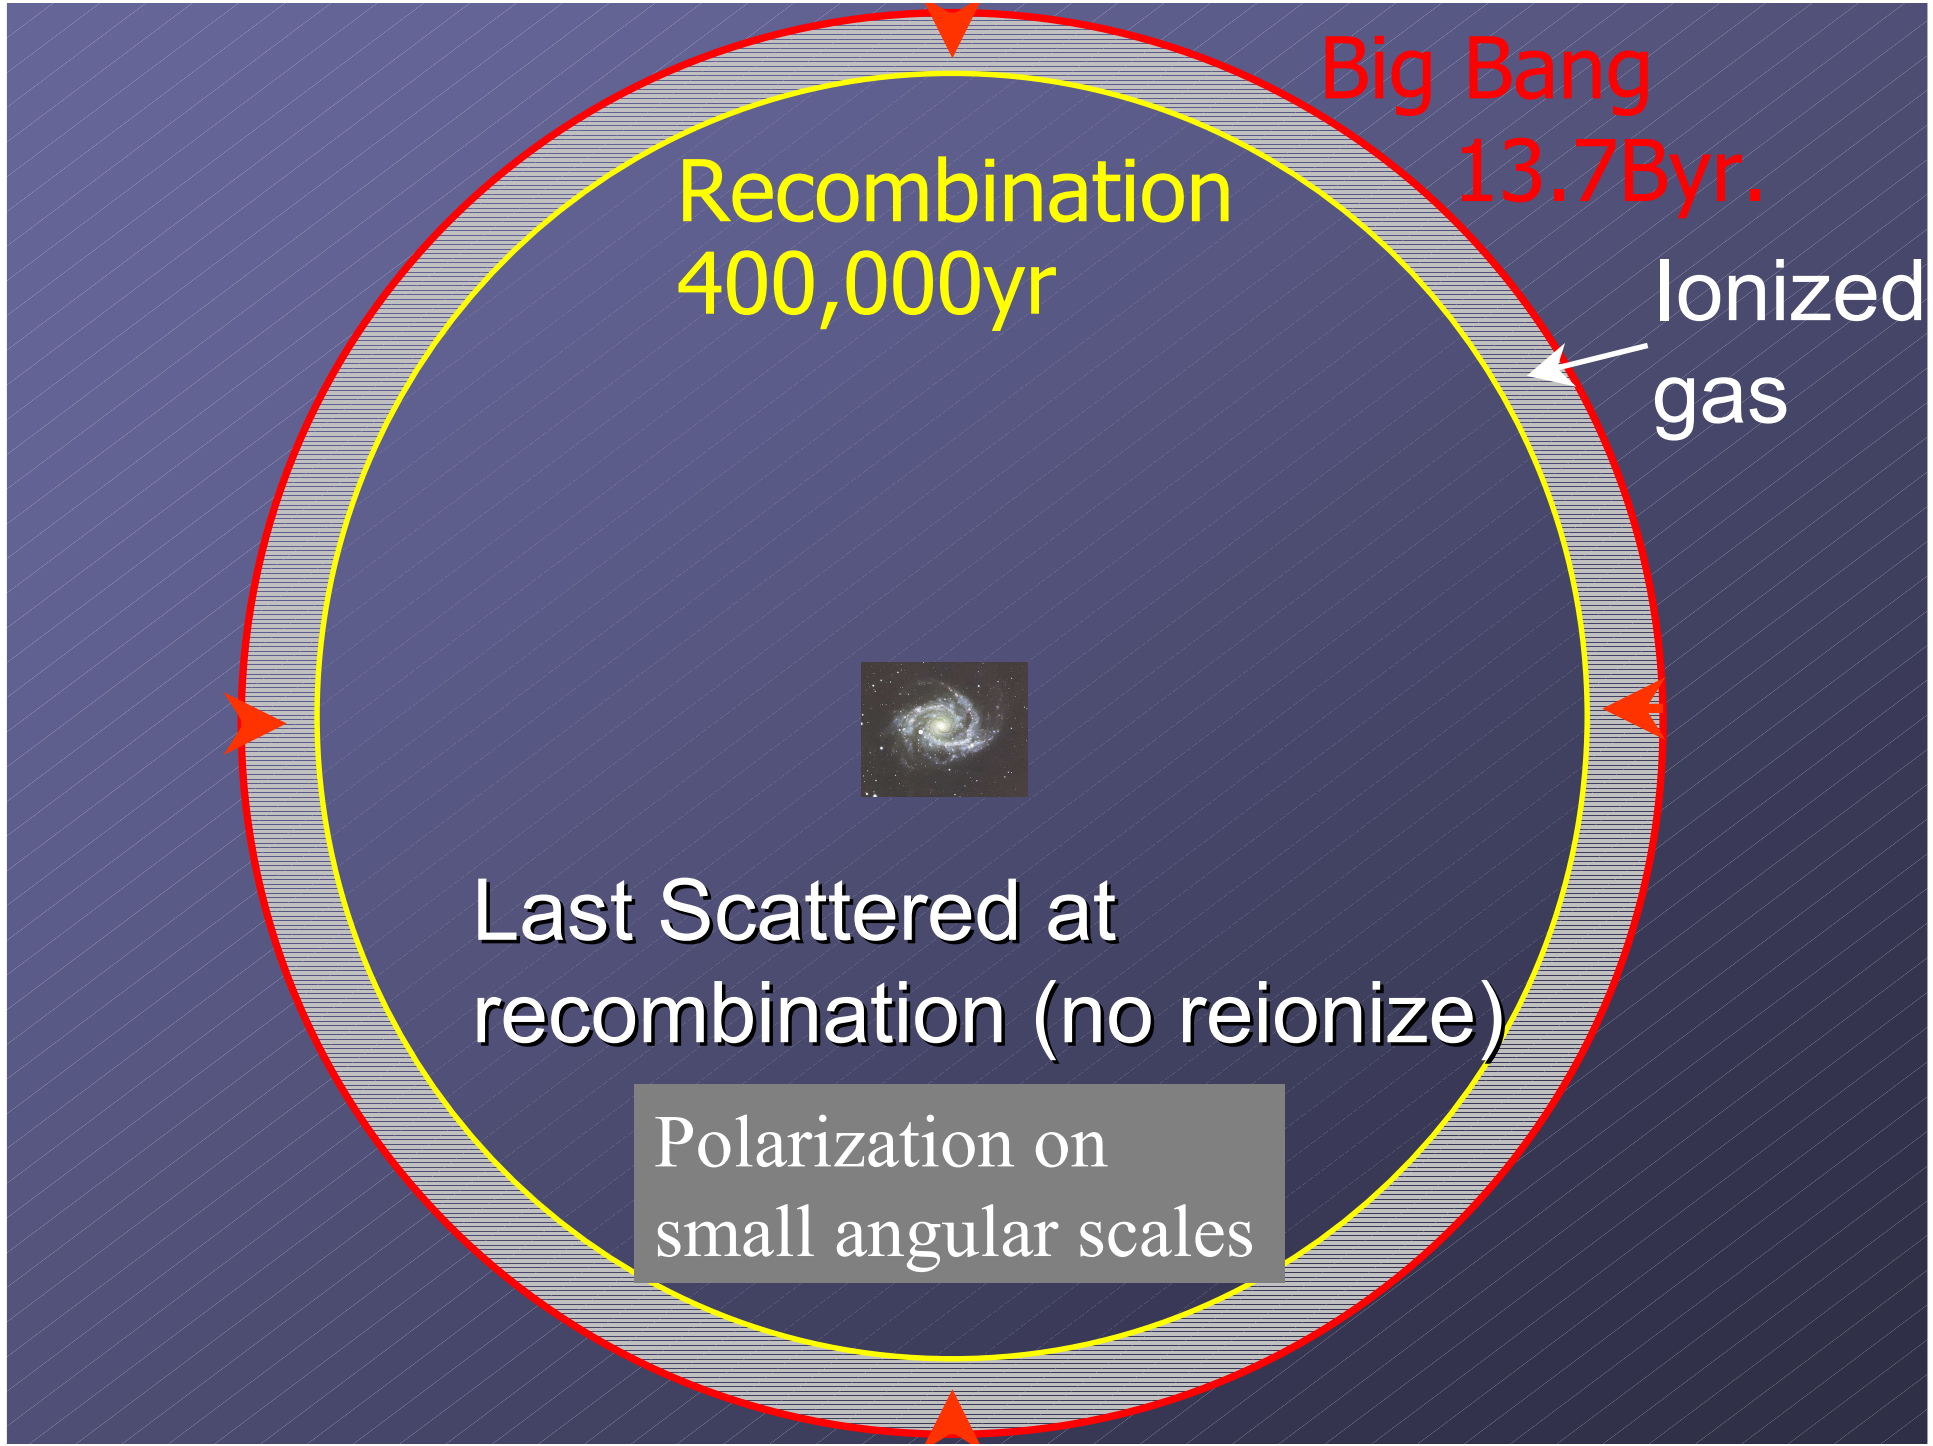 Big Bang
13.7Byr.
Recombination
400,000yr
Ionized
gas
Last Scattered at
recombination (no reionize)
Polarization on
small angular scales